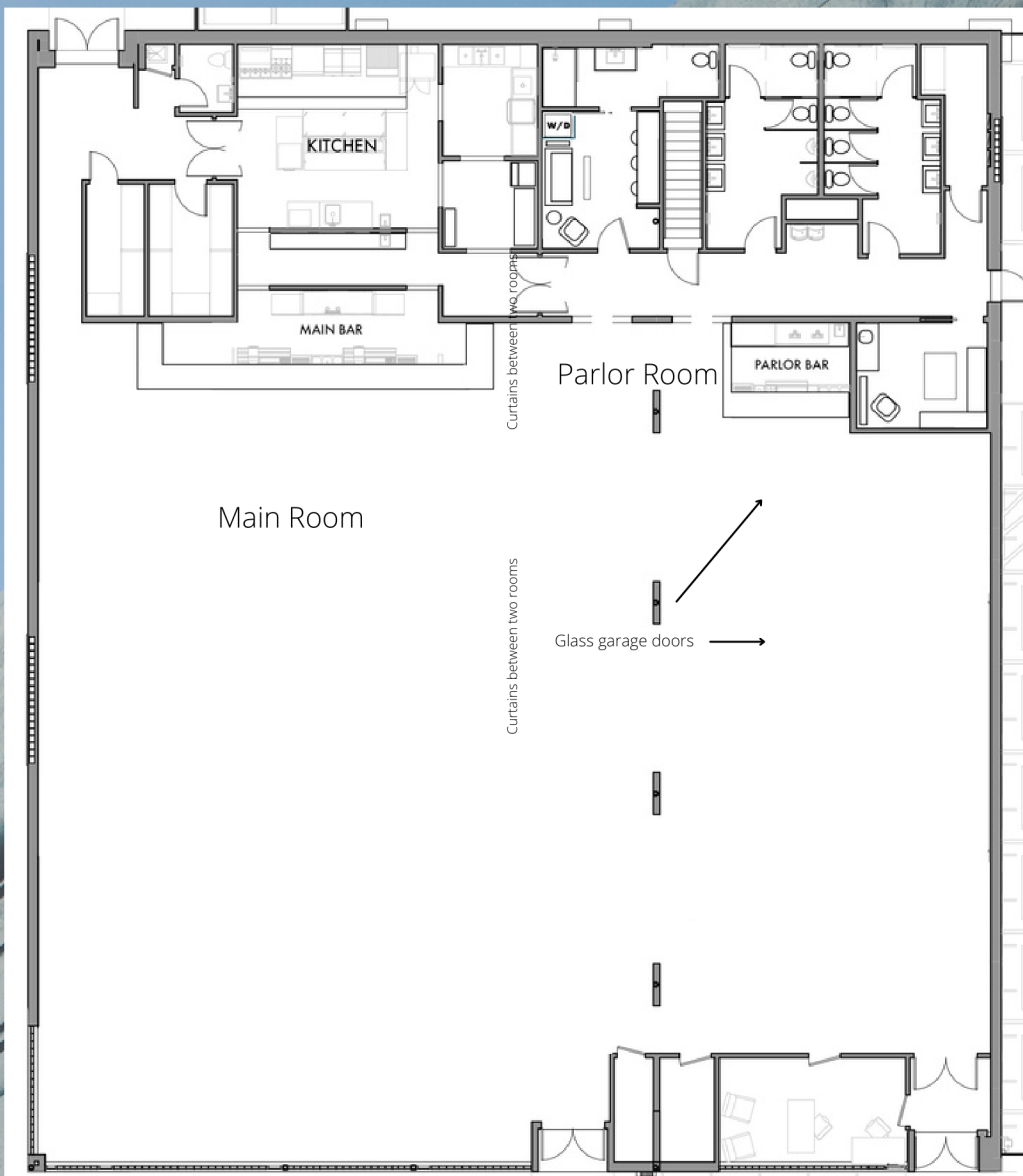 W/D
KITCHEN
MAIN BAR
Curtains between two rooms
Parlor Room
PARLOR BAR
Main Room
Curtains between two rooms
Glass garage doors